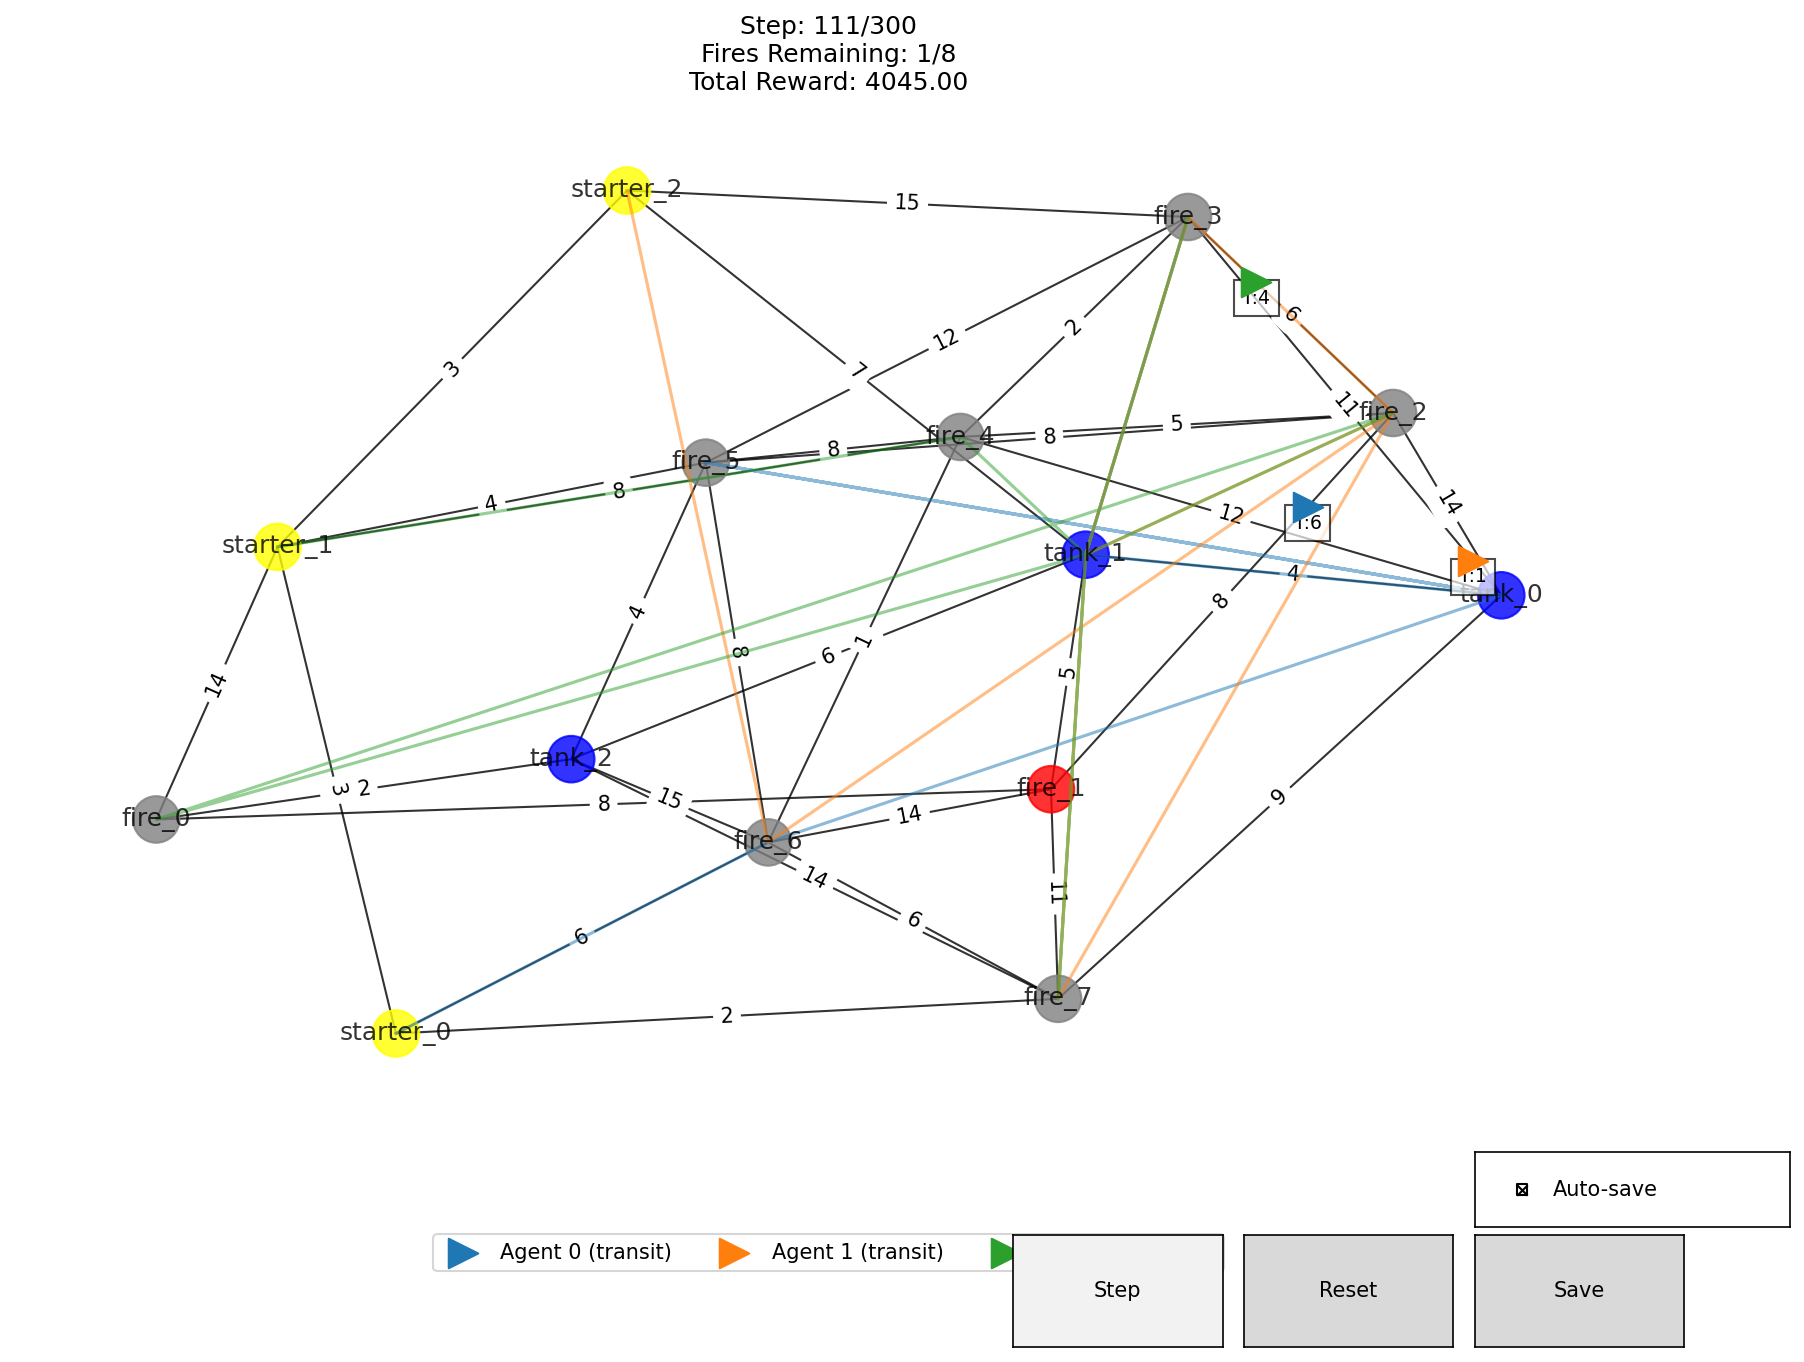 Step: 111/300
Fires Remaining: 1/8
Total Reward: 4045.00
starter_2
15
fire_3
T:4
6
3
12
2
7
11
fire_2
5
8
8
fire_4
fire_5
4
8
14
12
T:6
starter_1
tank_1
4
T:1
tank_0
4
8
1
6
8
5
14
tank_2
3
2
15
8
fire_1
9
fire_0
14
fire_6
14
11
6
6
fire_7
2
starter_0
Auto-save
Agent 0 (transit)
Agent 1 (transit)
Step
Reset
Save